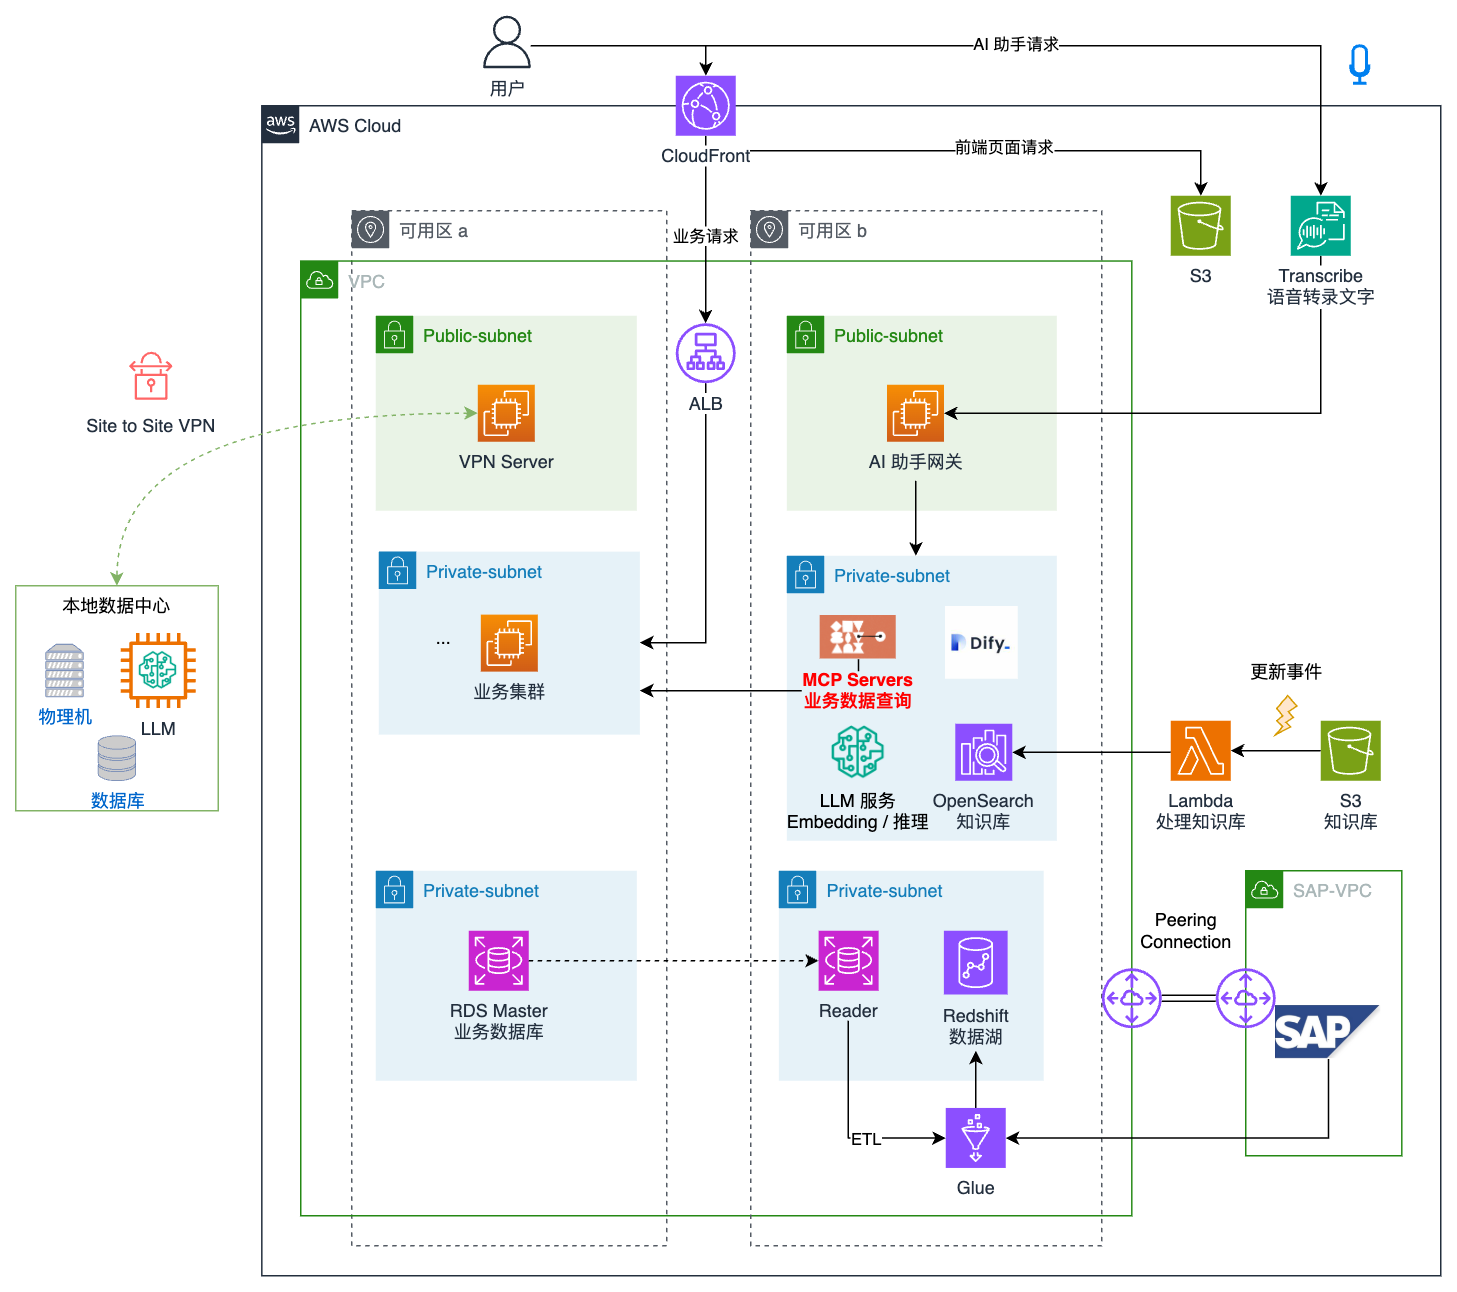 AI 助手请求
用户
aws
AWS Cloud
CloudFront
前端页面请求
可用区 a
业务请求
可用区 b
VPC
S3
Transcribe
语音转录文字
Public-subnet
Public-subnet
ALB
Site to Site VPN
VPN Server
AI 助手网关
Private-subnet
Private-subnet
本地数据中心
...
Dify_
业务集群
MCP Servers
业务数据查询
更新事件
物理机
LLM
数据库
LLM 服务
Embedding / 推理
OpenSearch
知识库
Lambda
处理知识库
S3
知识库
Private-subnet
Private-subnet
SAP-VPC
Peering
Connection
RDS Master
业务数据库
Reader
Redshift
数据湖
SAP
ETL
Glue